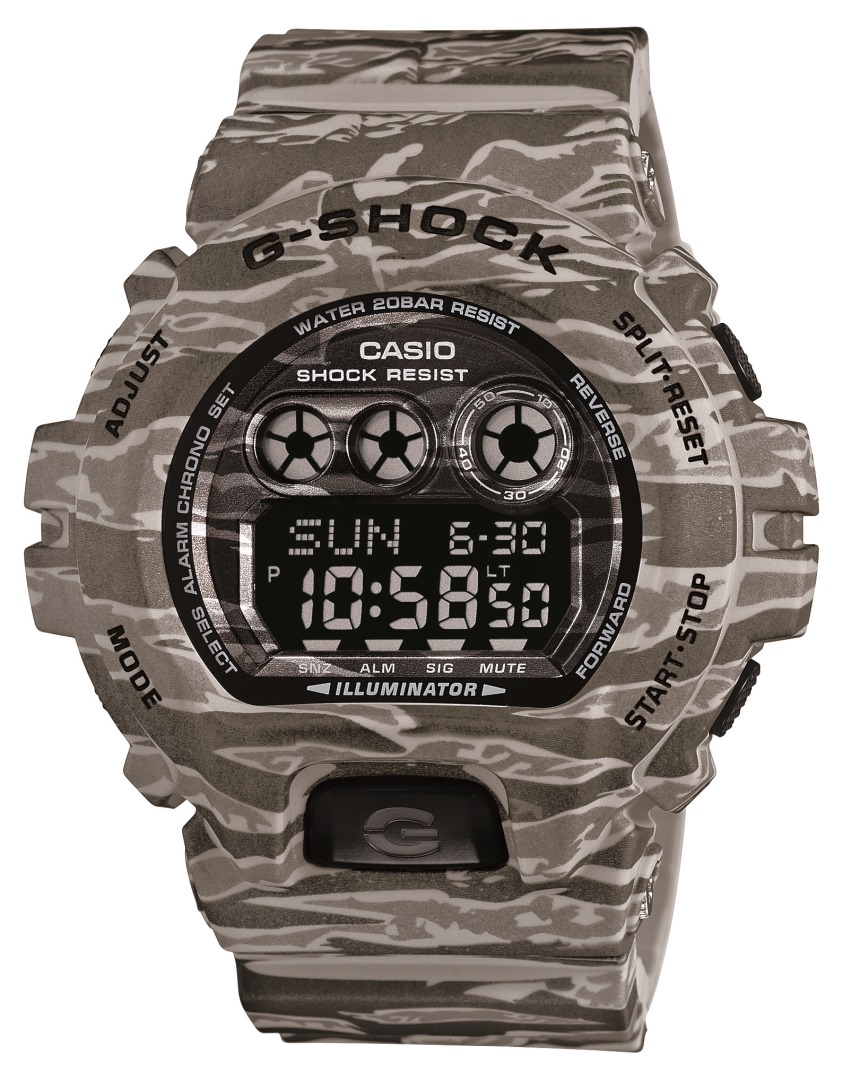 G-SHOCK
WATER 20BAR RESIST
CASIO
SHOCK RESIST
ADJUST
SPLIT·RESET
ALARM CHRONO SET
REVERSE
50 10
40 20
30
SUN 6-30
P 10:58 LT 50
SNZ ALM SIG MUTE
SELECT
FORWARD
ILLUMINATOR
MODE
START·STOP
G